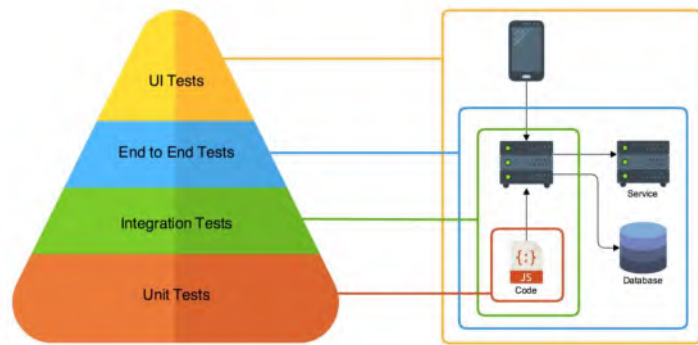 UI Tests
End to End Tests
Integration Tests
Unit Tests
Service
{;}
JS
Code
Database